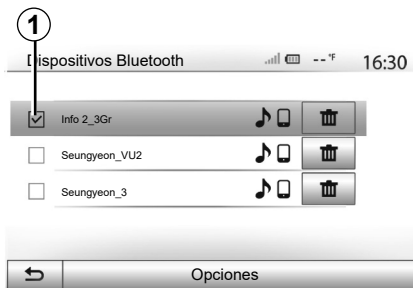 1
Dispositivos Bluetooth --°F 16:30
Info 2_3Gr
Seungyeon_VU2
Seungyeon_3
Opciones